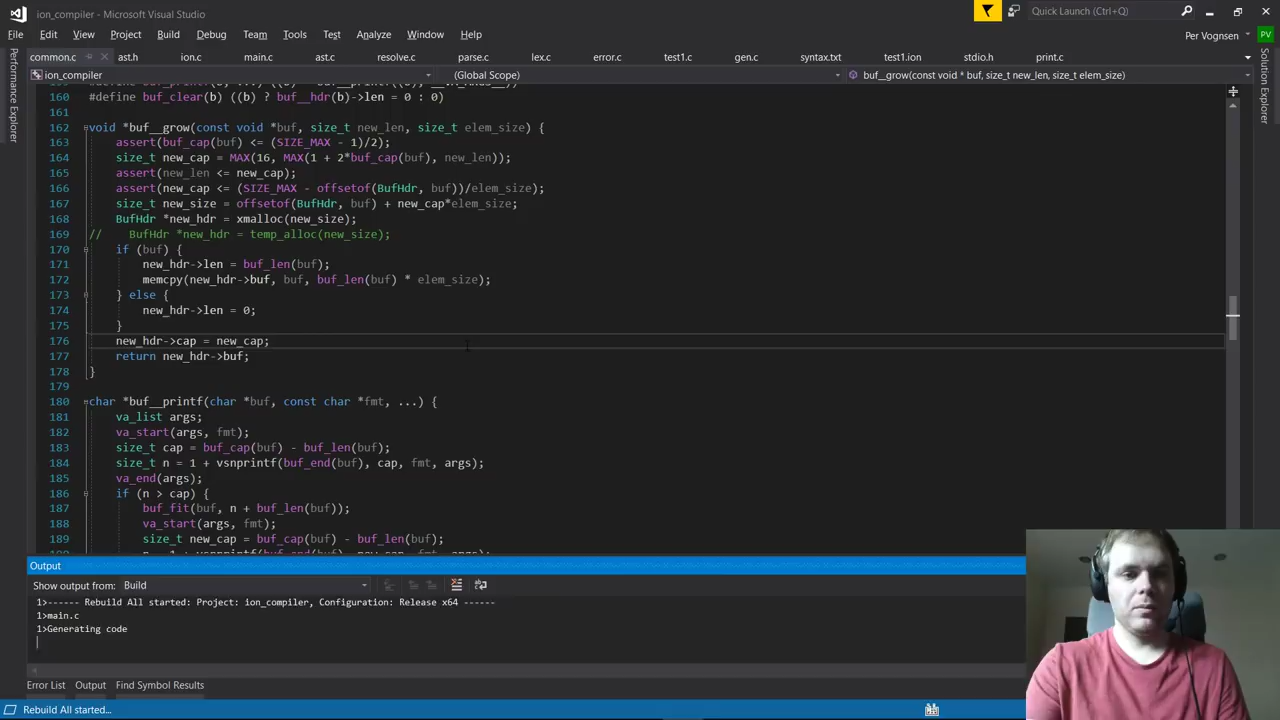 ion_compiler - Microsoft Visual Studio
Quick Launch (Ctrl+Q)
File Edit View Project Build Debug Team Tools Test Analyze Window Help
Per Vognsen PV
common.c ast.h ion.c main.c ast.c resolve.c parse.c lex.c error.c test1.c gen.c syntax.txt test1.ion stdio.h print.c
ion_compiler (Global Scope) buf__grow(const void * buf, size_t new_len, size_t elem_size)
Performance Explorer
Solution Explorer
160 #define buf_clear(b) ((b) ? buf__hdr(b)->len = 0 : 0)
161
162 void *buf__grow(const void *buf, size_t new_len, size_t elem_size) {
163 assert(buf_cap(buf) <= (SIZE_MAX - 1)/2);
164 size_t new_cap = MAX(16, MAX(1 + 2*buf_cap(buf), new_len));
165 assert(new_len <= new_cap);
166 assert(new_cap <= (SIZE_MAX - offsetof(BufHdr, buf))/elem_size);
167 size_t new_size = offsetof(BufHdr, buf) + new_cap*elem_size;
168 BufHdr *new_hdr = xmalloc(new_size);
169 // BufHdr *new_hdr = temp_alloc(new_size);
170 if (buf) {
171 new_hdr->len = buf_len(buf);
172 memcpy(new_hdr->buf, buf, buf_len(buf) * elem_size);
173 } else {
174 new_hdr->len = 0;
175 }
176 new_hdr->cap = new_cap;
177 return new_hdr->buf;
178 }
179
180 char *buf__printf(char *buf, const char *fmt, ...) {
181 va_list args;
182 va_start(args, fmt);
183 size_t cap = buf_cap(buf) - buf_len(buf);
184 size_t n = 1 + vsnprintf(buf_end(buf), cap, fmt, args);
185 va_end(args);
186 if (n > cap) {
187 buf_fit(buf, n + buf_len(buf));
188 va_start(args, fmt);
189 size_t new_cap = buf_cap(buf) - buf_len(buf);
Output
Show output from: Build
1>------ Rebuild All started: Project: ion_compiler, Configuration: Release x64 ------
1>main.c
1>Generating code
Error List Output Find Symbol Results
Rebuild All started...